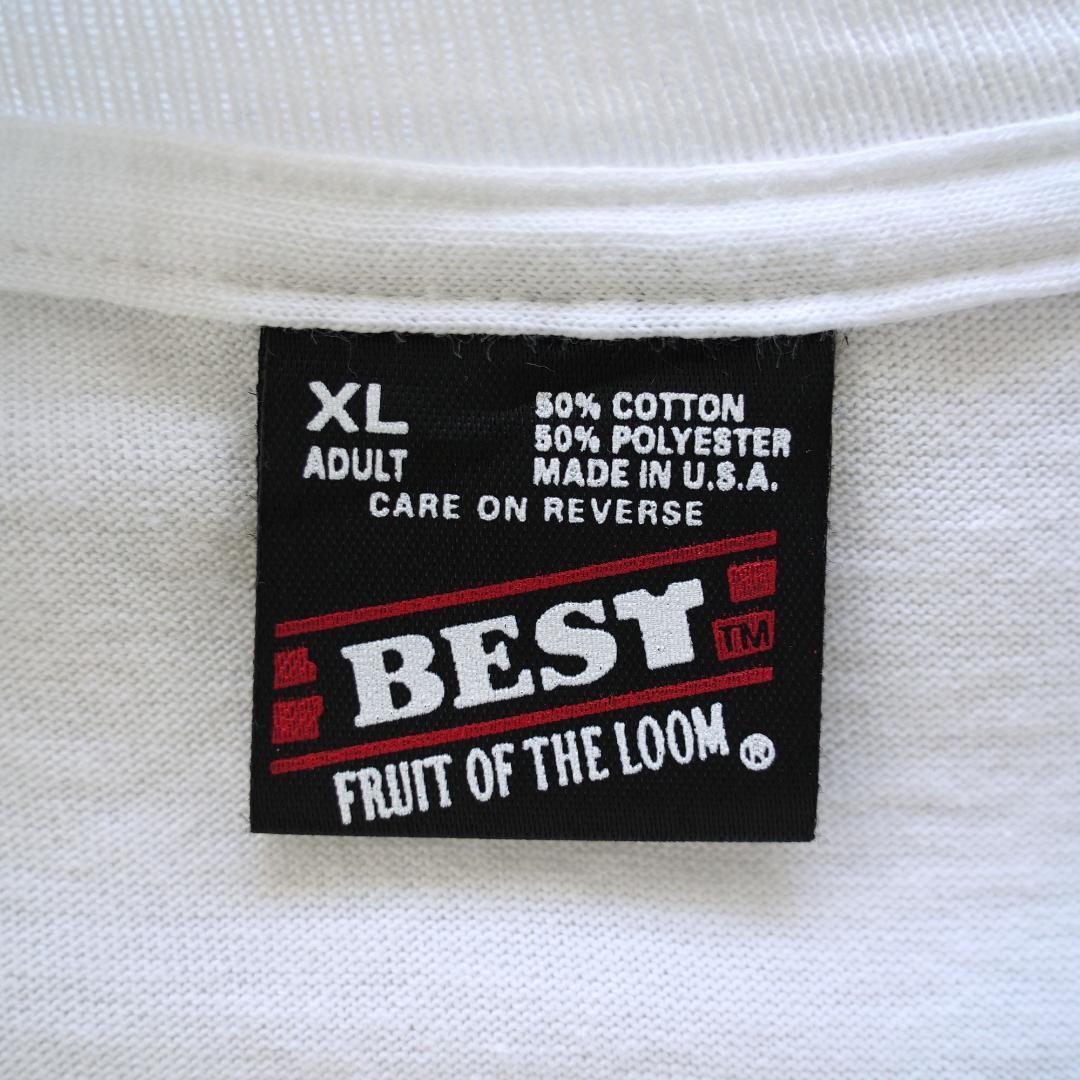 XL
ADULT
50% COTTON
50% POLYESTER
MADE IN U.S.A.
CARE ON REVERSE
BEST
TM
FRUIT OF THE LOOM ®